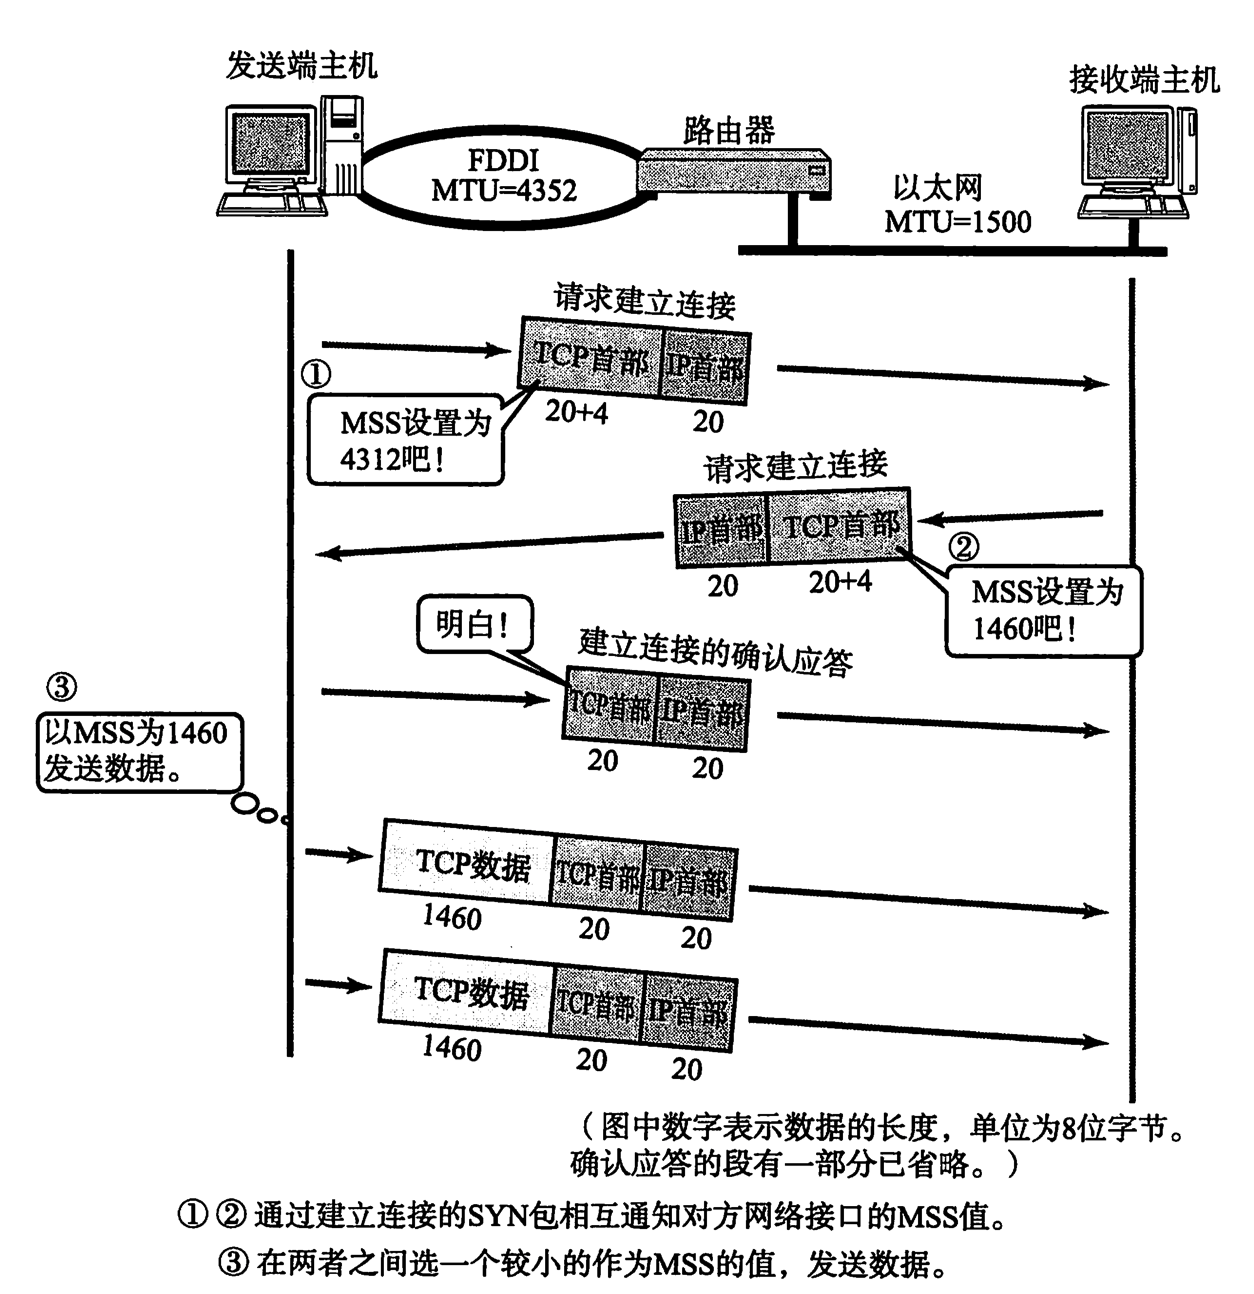 发送端主机
接收端主机
路由器
FDDI
MTU=4352
以太网
MTU=1500
请求建立连接
TCP首部
IP首部
20+4
20
①
MSS设置为
4312吧！
请求建立连接
IP首部
TCP首部
20
20+4
②
MSS设置为
1460吧！
明白！
建立连接的确认应答
TCP首部
IP首部
20
20
③
以MSS为1460
发送数据。
TCP数据
TCP首部
IP首部
1460
20
20
TCP数据
TCP首部
IP首部
1460
20
20
（图中数字表示数据的长度，单位为8位字节。
确认应答的段有一部分已省略。）
①②通过建立连接的SYN包相互通知对方网络接口的MSS值。
③在两者之间选一个较小的作为MSS的值，发送数据。